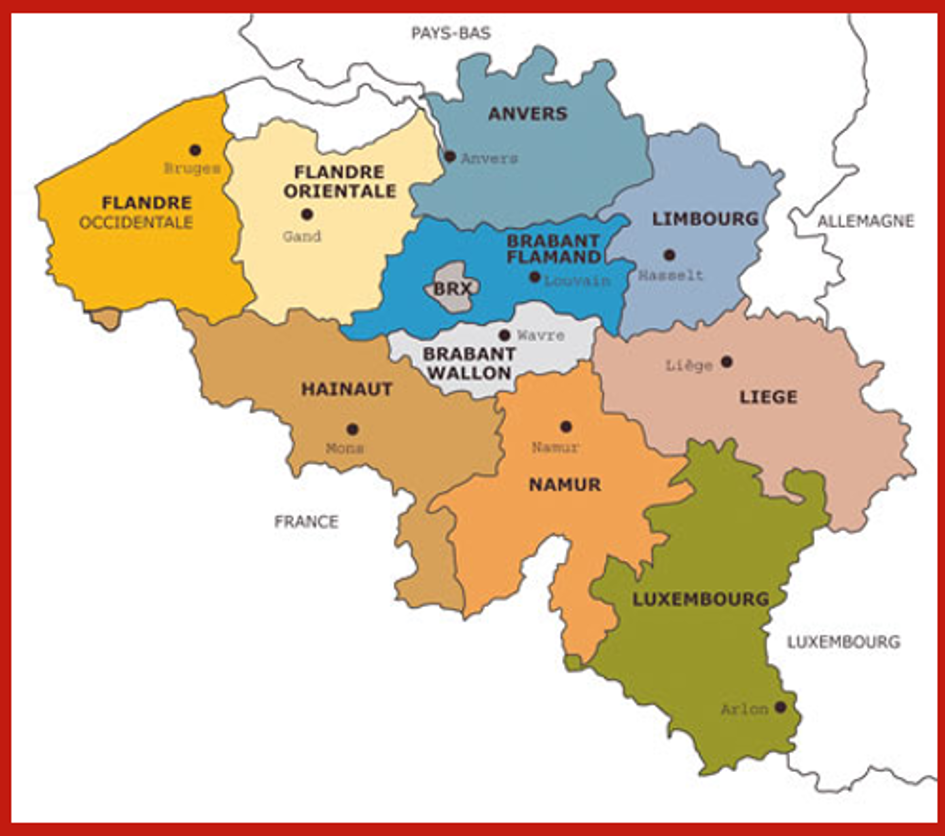 PAYS-BAS
ANVERS
Anvers
Bruges
FLANDRE
ORIENTALE
FLANDRE
OCCIDENTALE
Gand
LIMBOURG
ALLEMAGNE
BRABANT
FLAMAND
Hasselt
Louvain
BRX
Wavre
BRABANT
WALLON
Liège
HAINAUT
LIEGE
Mons
Namur
NAMUR
FRANCE
LUXEMBOURG
LUXEMBOURG
Arlon